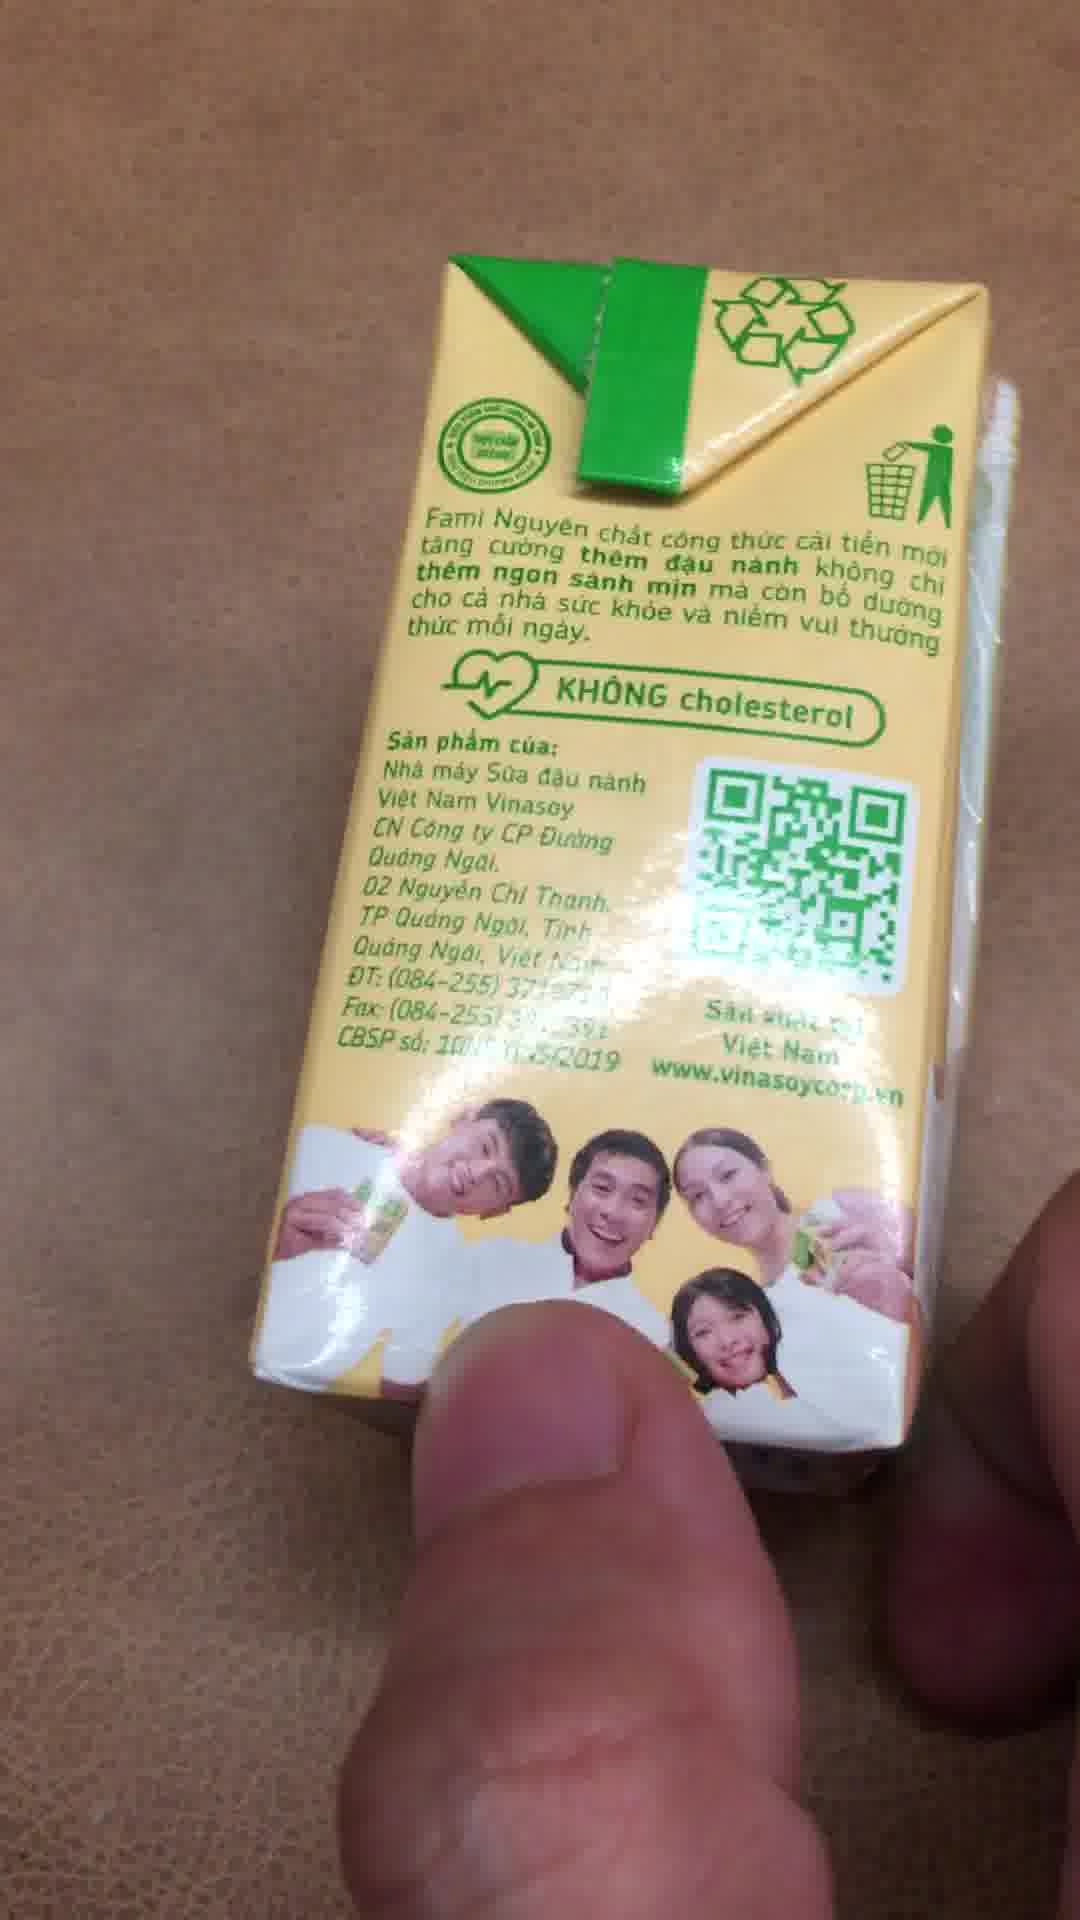 Fami Nguyên chất công thức cải tiến mới
tăng cường thêm đậu nành không chỉ
thêm ngon sánh mịn mà còn bổ dưỡng
cho cả nhà sức khỏe và niềm vui thưởng
thức mỗi ngày.
KHÔNG cholesterol
Sản phẩm của:
Nhà máy Sữa đậu nành
Việt Nam Vinasoy
CN Công ty CP Đường
Quảng Ngãi.
02 Nguyễn Chí Thanh,
TP Quảng Ngãi, Tỉnh
Quảng Ngãi, Việt Nam
ĐT: (084-255)
Fax: (084-255)
CBSP số:
Sản xuất tại
Việt Nam
www.vinasoycorp.vn